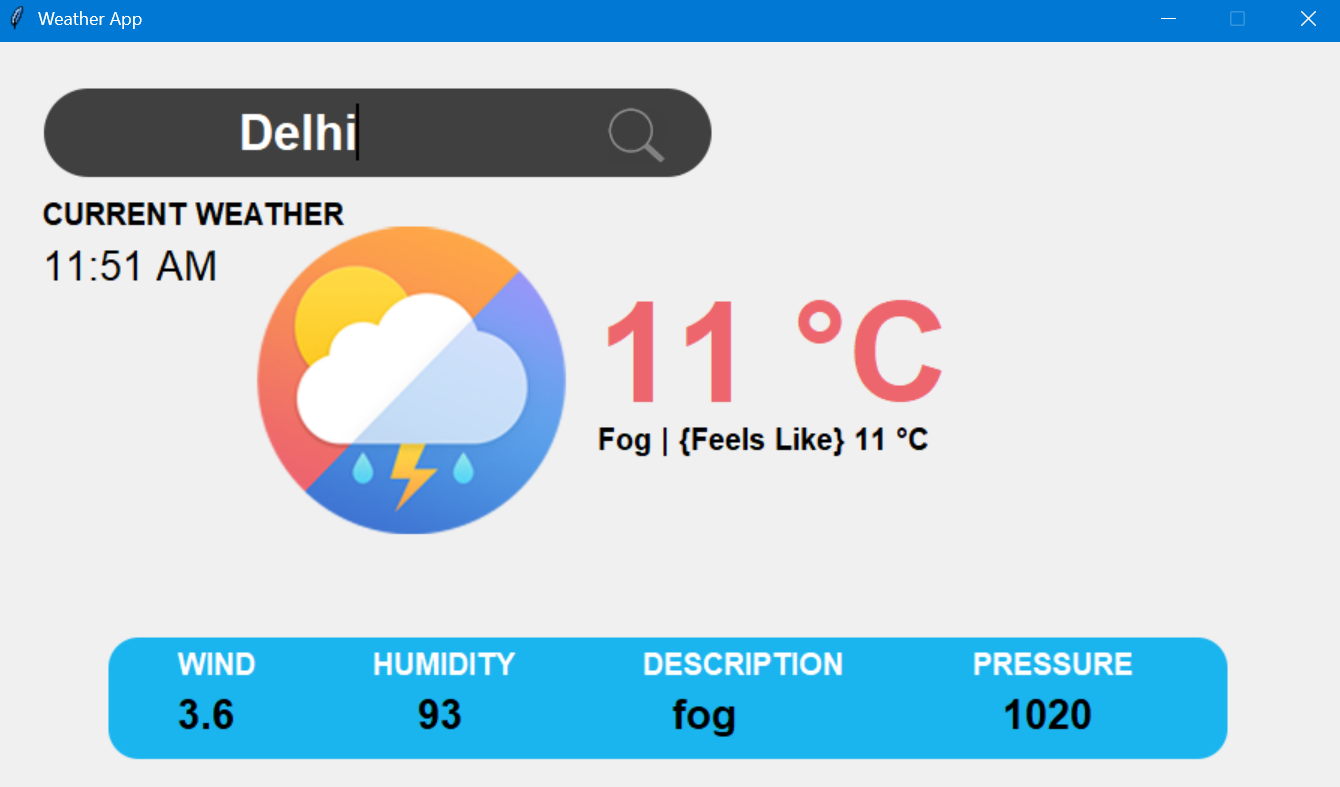 Weather App
Delhi
CURRENT WEATHER
11:51 AM
11 °C
Fog | {Feels Like} 11 °C
WIND HUMIDITY DESCRIPTION PRESSURE
3.6 93 fog 1020